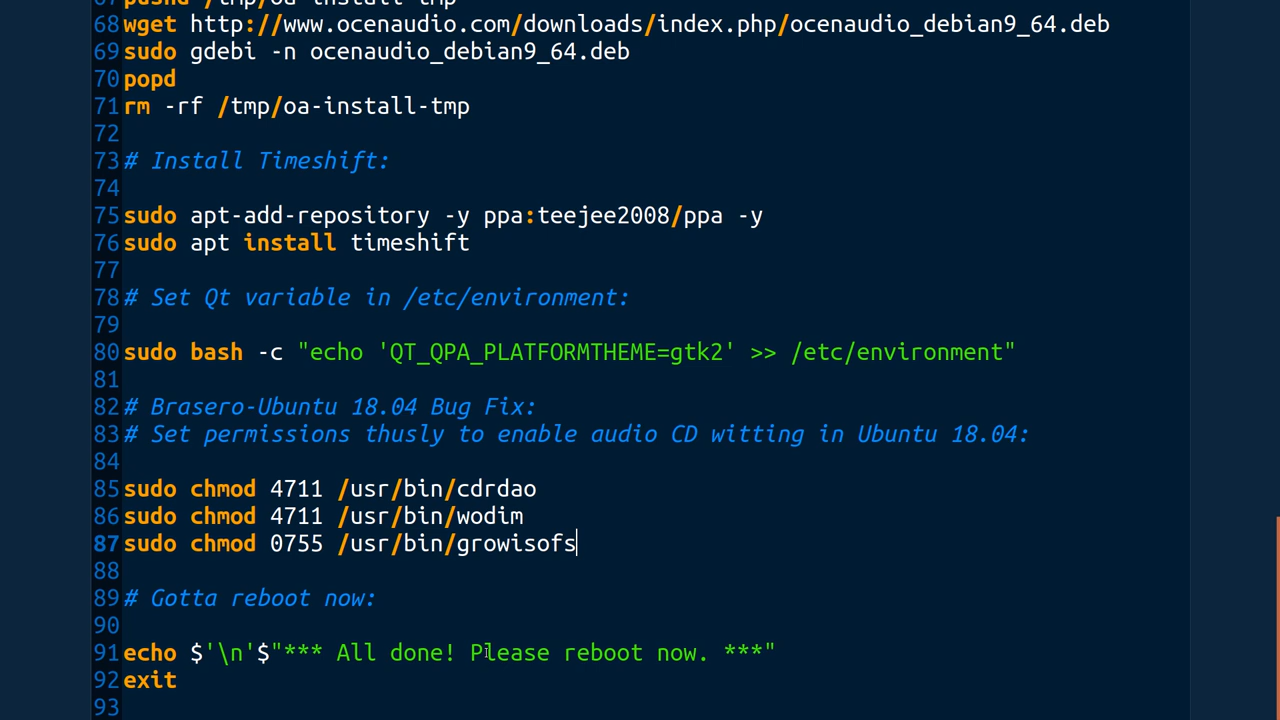 67 pushd /tmp/oa-install-tmp
68 wget http://www.ocenaudio.com/downloads/index.php/ocenaudio_debian9_64.deb
69 sudo gdebi -n ocenaudio_debian9_64.deb
70 popd
71 rm -rf /tmp/oa-install-tmp
72
73 # Install Timeshift:
74
75 sudo apt-add-repository -y ppa:teejee2008/ppa -y
76 sudo apt install timeshift
77
78 # Set Qt variable in /etc/environment:
79
80 sudo bash -c "echo 'QT_QPA_PLATFORMTHEME=gtk2' >> /etc/environment"
81
82 # Brasero-Ubuntu 18.04 Bug Fix:
83 # Set permissions thusly to enable audio CD witting in Ubuntu 18.04:
84
85 sudo chmod 4711 /usr/bin/cdrdao
86 sudo chmod 4711 /usr/bin/wodim
87 sudo chmod 0755 /usr/bin/growisofs
88
89 # Gotta reboot now:
90
91 echo $'\n'$"*** All done! Please reboot now. ***"
92 exit
93